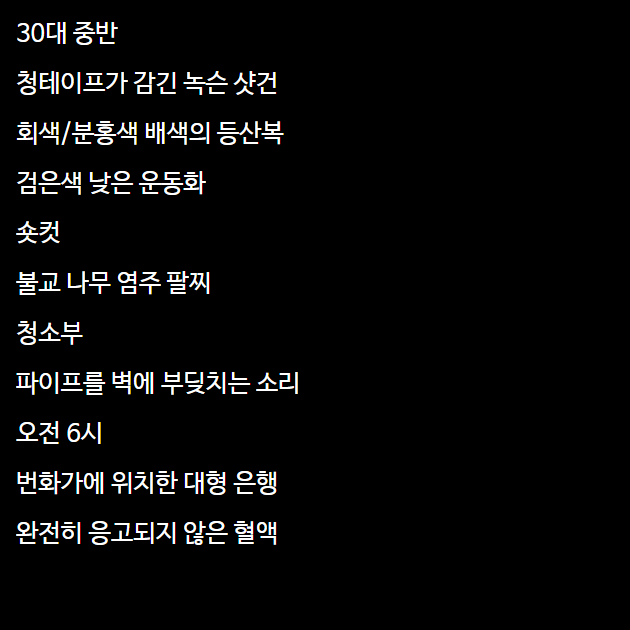 30대 중반
청테이프가 감긴 녹슨 샷건
회색/분홍색 배색의 등산복
검은색 낮은 운동화
숏컷
불교 나무 염주 팔찌
청소부
파이프를 벽에 부딪치는 소리
오전 6시
번화가에 위치한 대형 은행
완전히 응고되지 않은 혈액